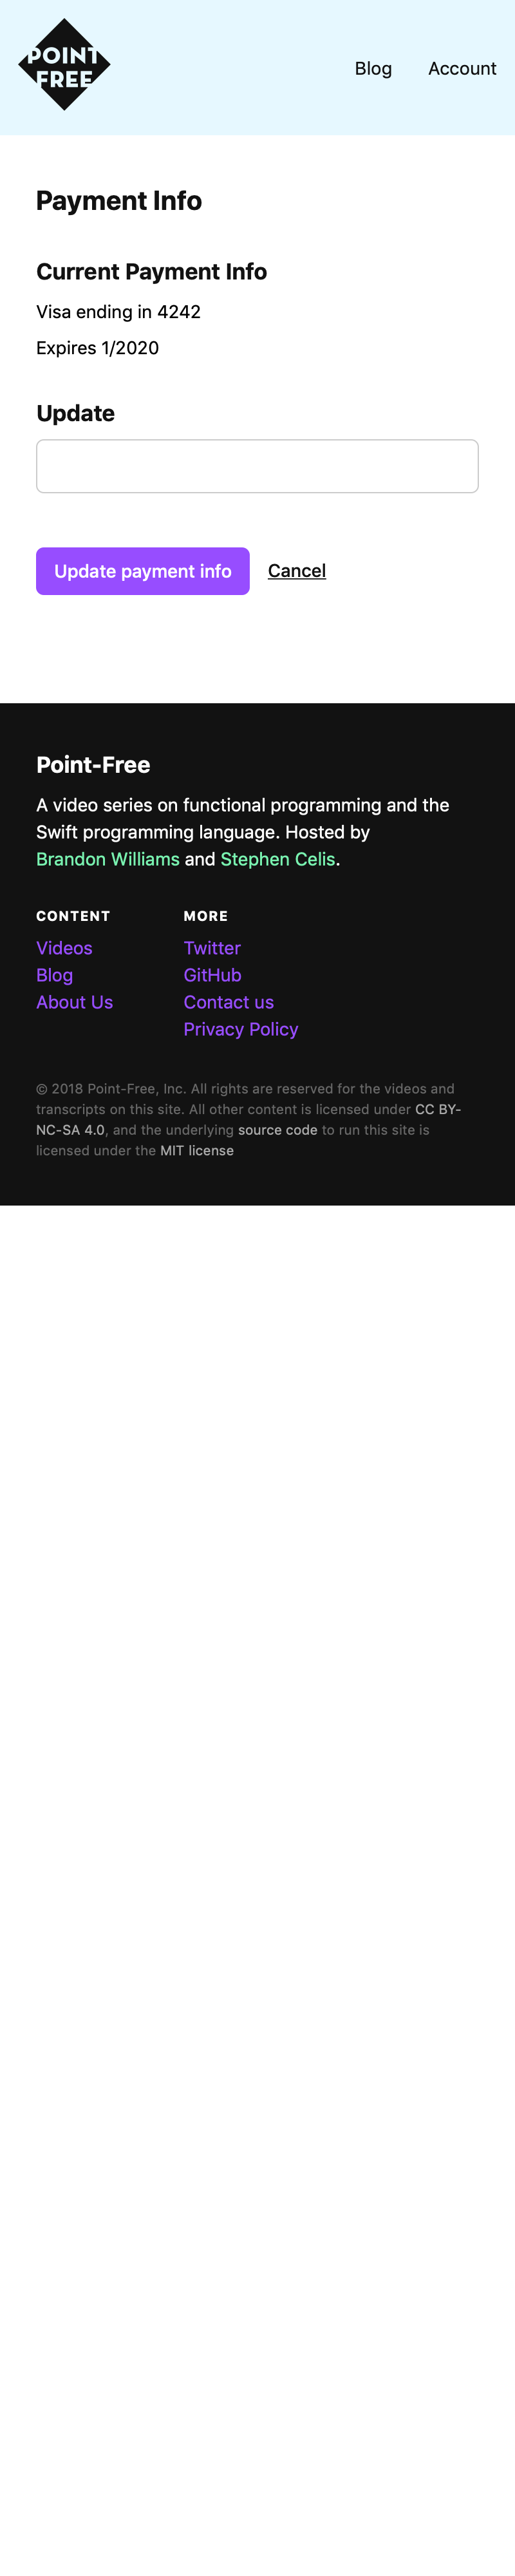 POINT
FREE
Blog
Account
Payment Info
Current Payment Info
Visa ending in 4242
Expires 1/2020
Update
Update payment info
Cancel
Point-Free
A video series on functional programming and the
Swift programming language. Hosted by
Brandon Williams and Stephen Celis.
CONTENT
Videos
Blog
About Us
MORE
Twitter
GitHub
Contact us
Privacy Policy
© 2018 Point-Free, Inc. All rights are reserved for the videos and
transcripts on this site. All other content is licensed under CC BY-
NC-SA 4.0, and the underlying source code to run this site is
licensed under the MIT license